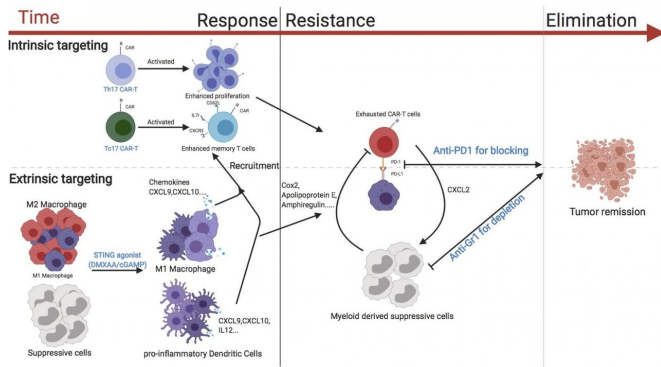 Time
Response
Resistance
Elimination
Intrinsic targeting
CAR
Th17 CAR-T
Activated
Enhanced proliferation
CAR
Tc17 CAR-T
Activated
CD62L
IL7r
CAR
CXCR3
Enhanced memory T cells
Recruitment
Extrinsic targeting
M2 Macrophage
M1 Macrophage
STING agonist
(DMXAA/cGAMP)
Suppressive cells
Chemokines
CXCL9,CXCL10....
M1 Macrophage
CXCL9,CXCL10,
IL12...
pro-inflammatory Dendritic Cells
Cox2,
Apolipoprotein E,
Amphiregulin.....
Exhausted CAR-T cells
PD-1
PD-L1
CXCL2
Myeloid derived suppressive cells
Anti-PD1 for blocking
Anti-Gr1 for depletion
Tumor remission